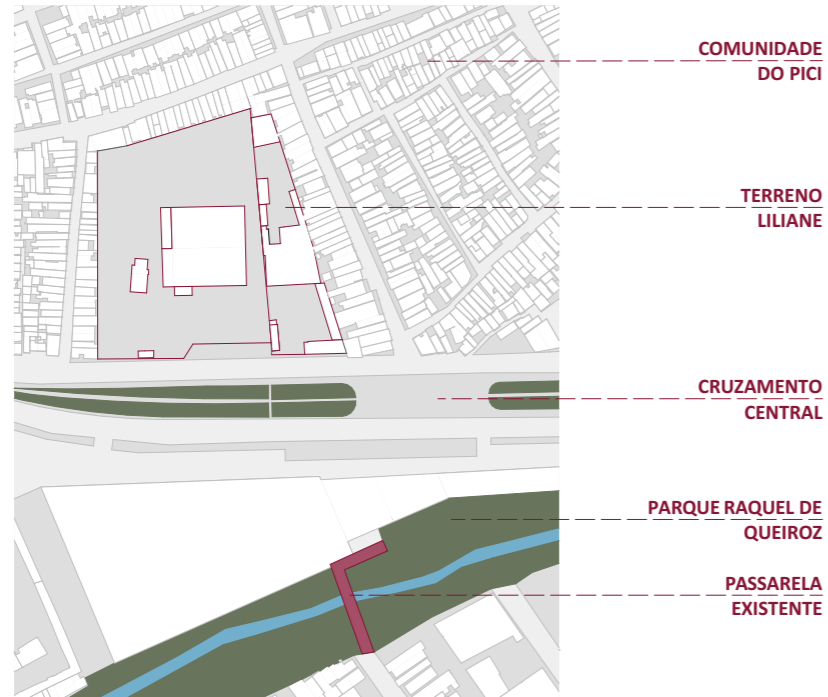 COMUNIDADE
DO PICI
TERRENO
LILIANE
CRUZAMENTO
CENTRAL
PARQUE RAQUEL DE
QUEIROZ
PASSARELA
EXISTENTE